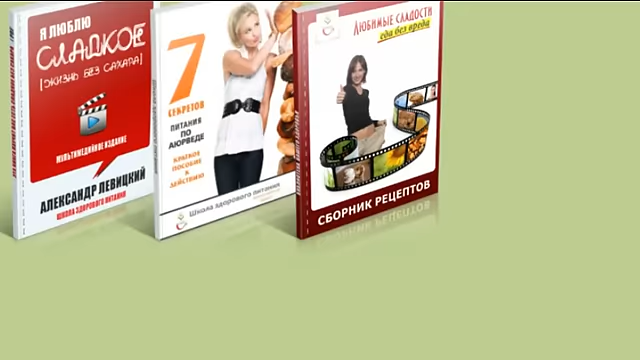 Я ЛЮБЛЮ
СЛАДКОЕ
[ЖИЗНЬ БЕЗ САХАРА]
МУЛЬТИМЕДИЙНОЕ ИЗДАНИЕ
АЛЕКСАНДР ЛЕВИЦКИЙ
ШКОЛА ЗДОРОВОГО ПИТАНИЯ
7
СЕКРЕТОВ
ПИТАНИЯ
ПО
АЮРВЕДЕ
КРАТКОЕ
ПОСОБИЕ
К
ДЕЙСТВИЮ
Школа здорового питания
ЛЮБИМЫЕ СЛАДОСТИ
еда без вреда
СБОРНИК РЕЦЕПТОВ